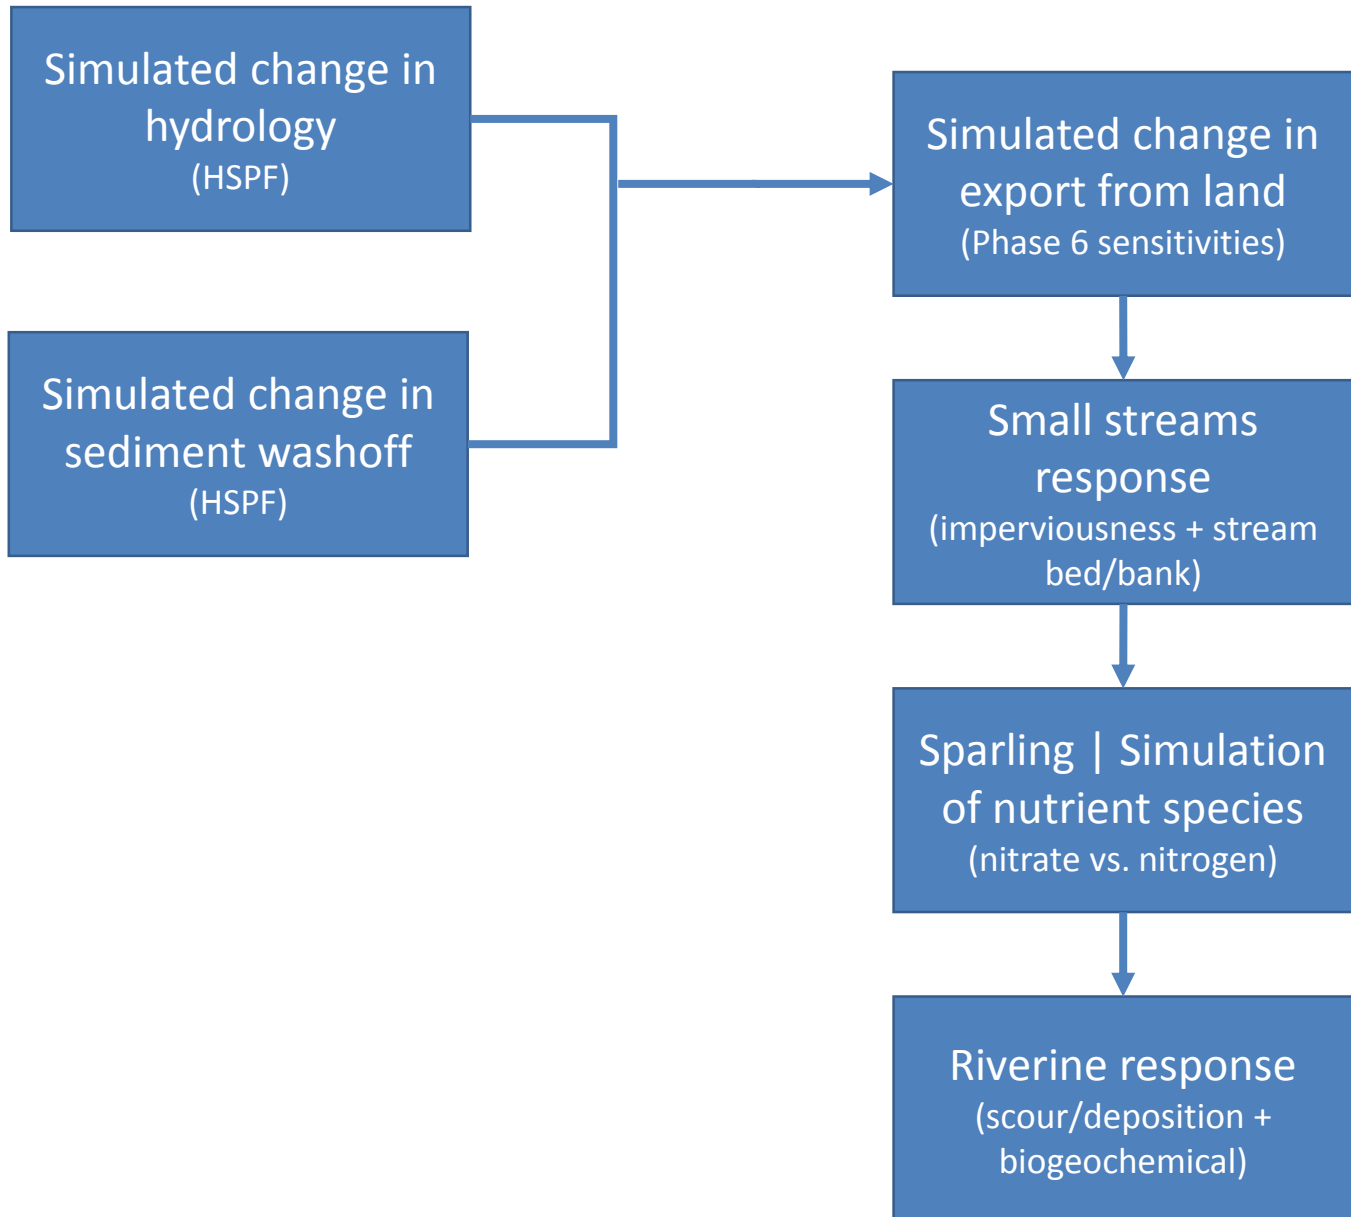 Simulated change in
hydrology
(HSPF)
Simulated change in
sediment washoff
(HSPF)
Simulated change in
export from land
(Phase 6 sensitivities)
Small streams
response
(imperviousness + stream
bed/bank)
Sparling | Simulation
of nutrient species
(nitrate vs. nitrogen)
Riverine response
(scour/deposition +
biogeochemical)